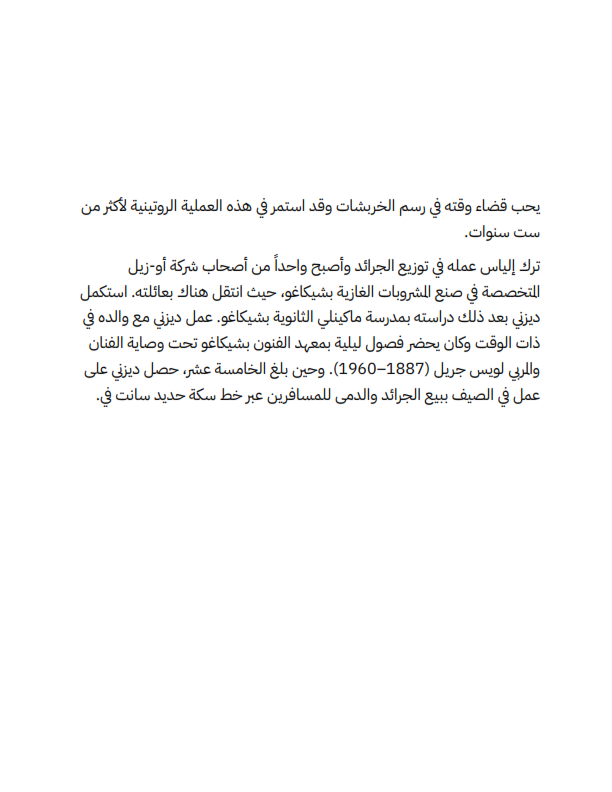 يحب قضاء وقته في رسم الخربشات وقد استمر في هذه العملية الروتينية لأكثر من
ست سنوات.
ترك إلياس عمله في توزيع الجرائد وأصبح واحداً من أصحاب شركة أو-زيل
المتخصصة في صنع المشروبات الغازية بشيكاغو، حيث انتقل هناك بعائلته. استكمل
ديزني بعد ذلك دراسته بمدرسة ماكينلي الثانوية بشيكاغو. عمل ديزني مع والده في
ذات الوقت وكان يحضر فصول ليلية بمعهد الفنون بشيكاغو تحت وصاية الفنان
والمربي لويس جريل (1887–1960). وحين بلغ الخامسة عشر، حصل ديزني على
عمل في الصيف ببيع الجرائد والدمى للمسافرين عبر خط سكة حديد سانت في.